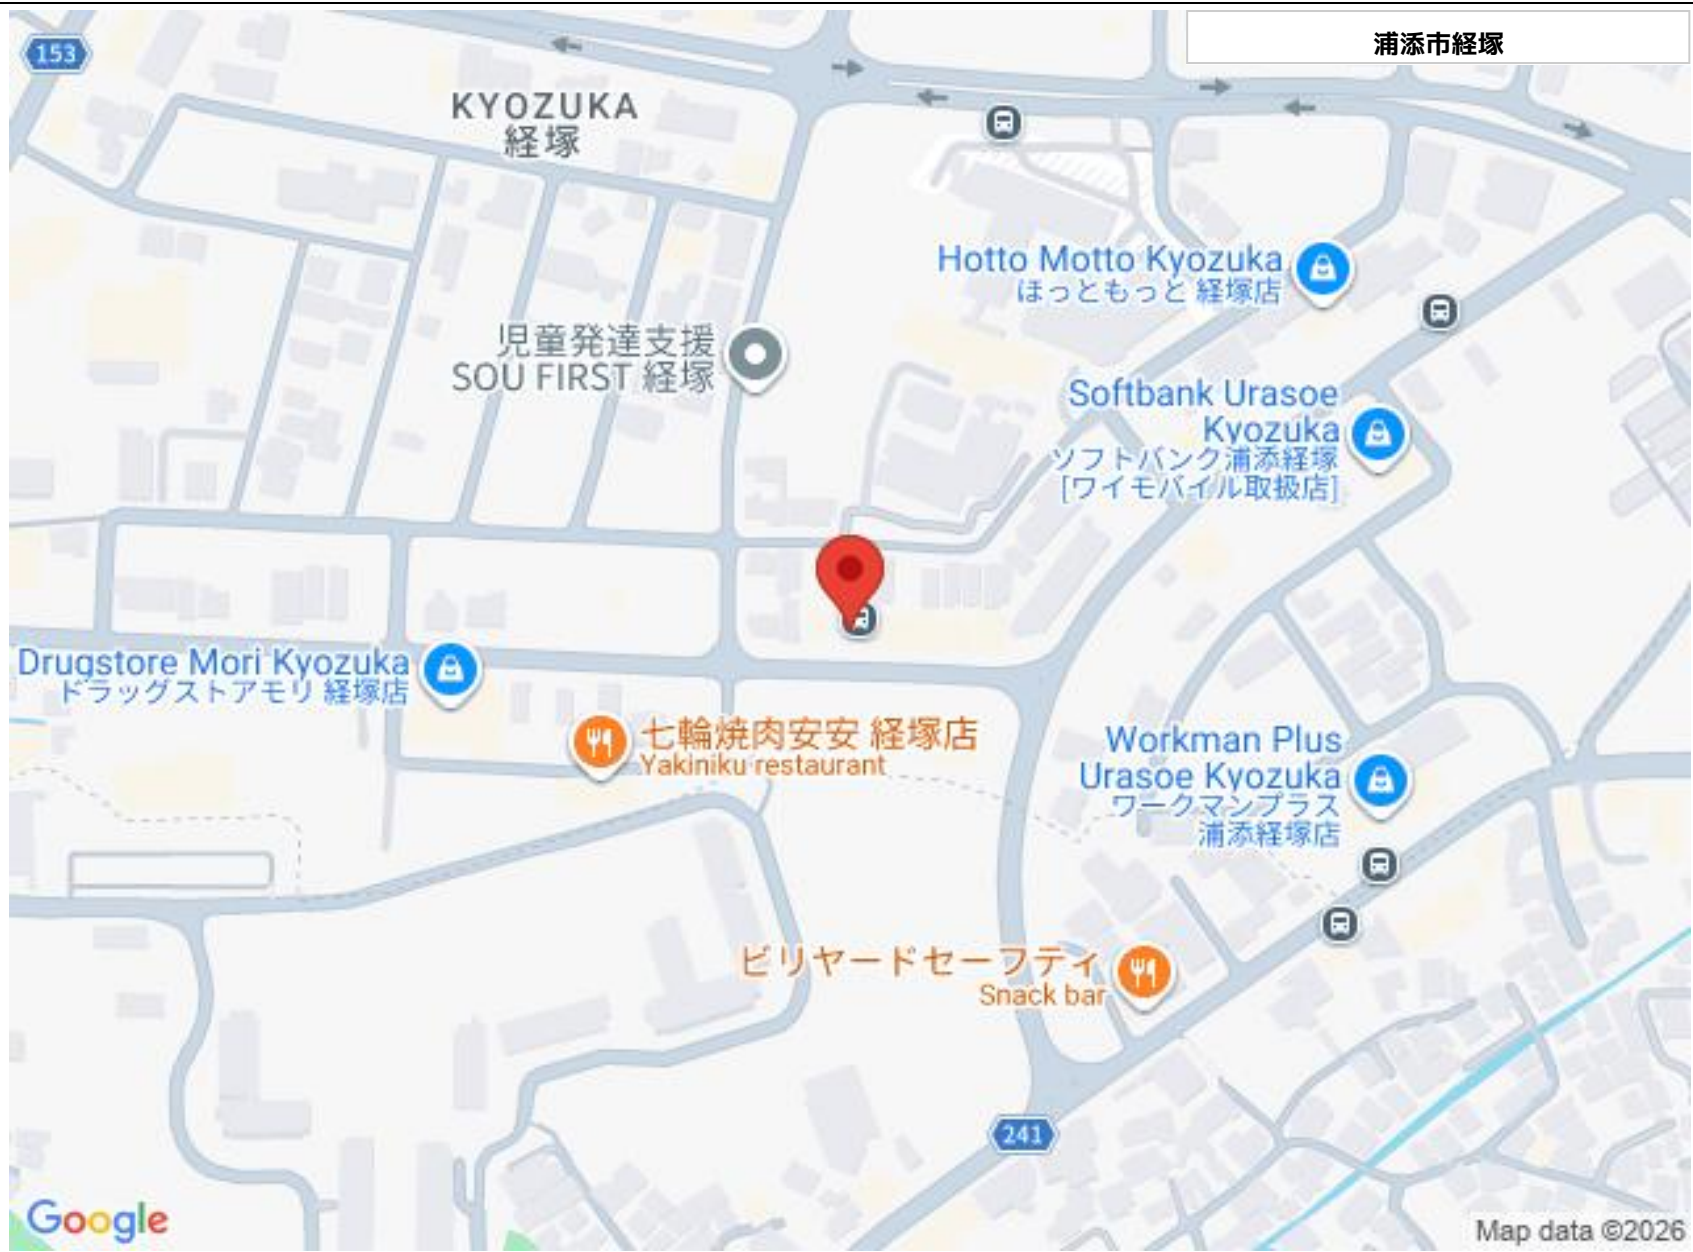 浦添市経塚
153
KYOZUKA
経塚
Hotto Motto Kyozuka
ほっともっと 経塚店
児童発達支援
SOU FIRST 経塚
Softbank Urasoe
Kyozuka
ソフトバンク浦添経塚
[ワイモバイル取扱店]
Drugstore Mori Kyozuka
ドラッグストアモリ 経塚店
七輪焼肉安安 経塚店
Yakiniku restaurant
Workman Plus
Urasoe Kyozuka
ワークマンプラス
浦添経塚店
ビリヤードセーフティ
Snack bar
241
Google
Map data ©2026